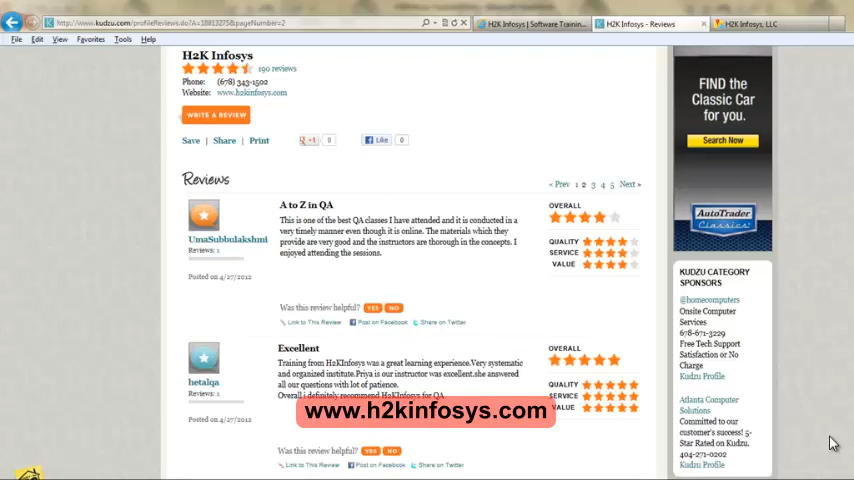 http://www.kudzu.com/profileReviews.do?A=18813275&pageNumber=2
H2K Infosys | Software Trainin...
H2K Infosys - Reviews
H2K Infosys, LLC
File Edit View Favorites Tools Help
H2K Infosys
190 reviews
Phone: (678) 343-1502
Website: www.h2kinfosys.com
WRITE A REVIEW
Save | Share | Print
+1 0
Like 0
Reviews
« Prev 1 2 3 4 5 Next »
A to Z in QA
This is one of the best QA classes I have attended and it is conducted in a
very timely manner even though it is online. The materials which they
provide are very good and the instructors are thorough in the concepts. I
enjoyed attending the sessions.
UmaSubbulakshmi
Reviews: 1
Posted on 4/27/2012
OVERALL
QUALITY
SERVICE
VALUE
Was this review helpful? YES NO
Link to This Review Post on Facebook Share on Twitter
Excellent
Training from H2KInfosys was a great learning experience.Very systematic
and organized institute.Priya is our instructor was excellent.she answered
all our questions with lot of patience.
Overall i definitely recommend H2KInfosys for QA
hetalqa
Reviews: 1
Posted on 4/27/2012
OVERALL
QUALITY
SERVICE
VALUE
www.h2kinfosys.com
Was this review helpful? YES NO
Link to This Review Post on Facebook Share on Twitter
FIND the
Classic Car
for you.
Search Now
AutoTrader
Classics
KUDZU CATEGORY
SPONSORS
@homecomputers
Onsite Computer
Services
678-671-3229
Free Tech Support
Satisfaction or No
Charge
Kudzu Profile
Atlanta Computer
Solutions
Committed to our
customer's success! 5-
Star Rated on Kudzu.
404-271-0202
Kudzu Profile